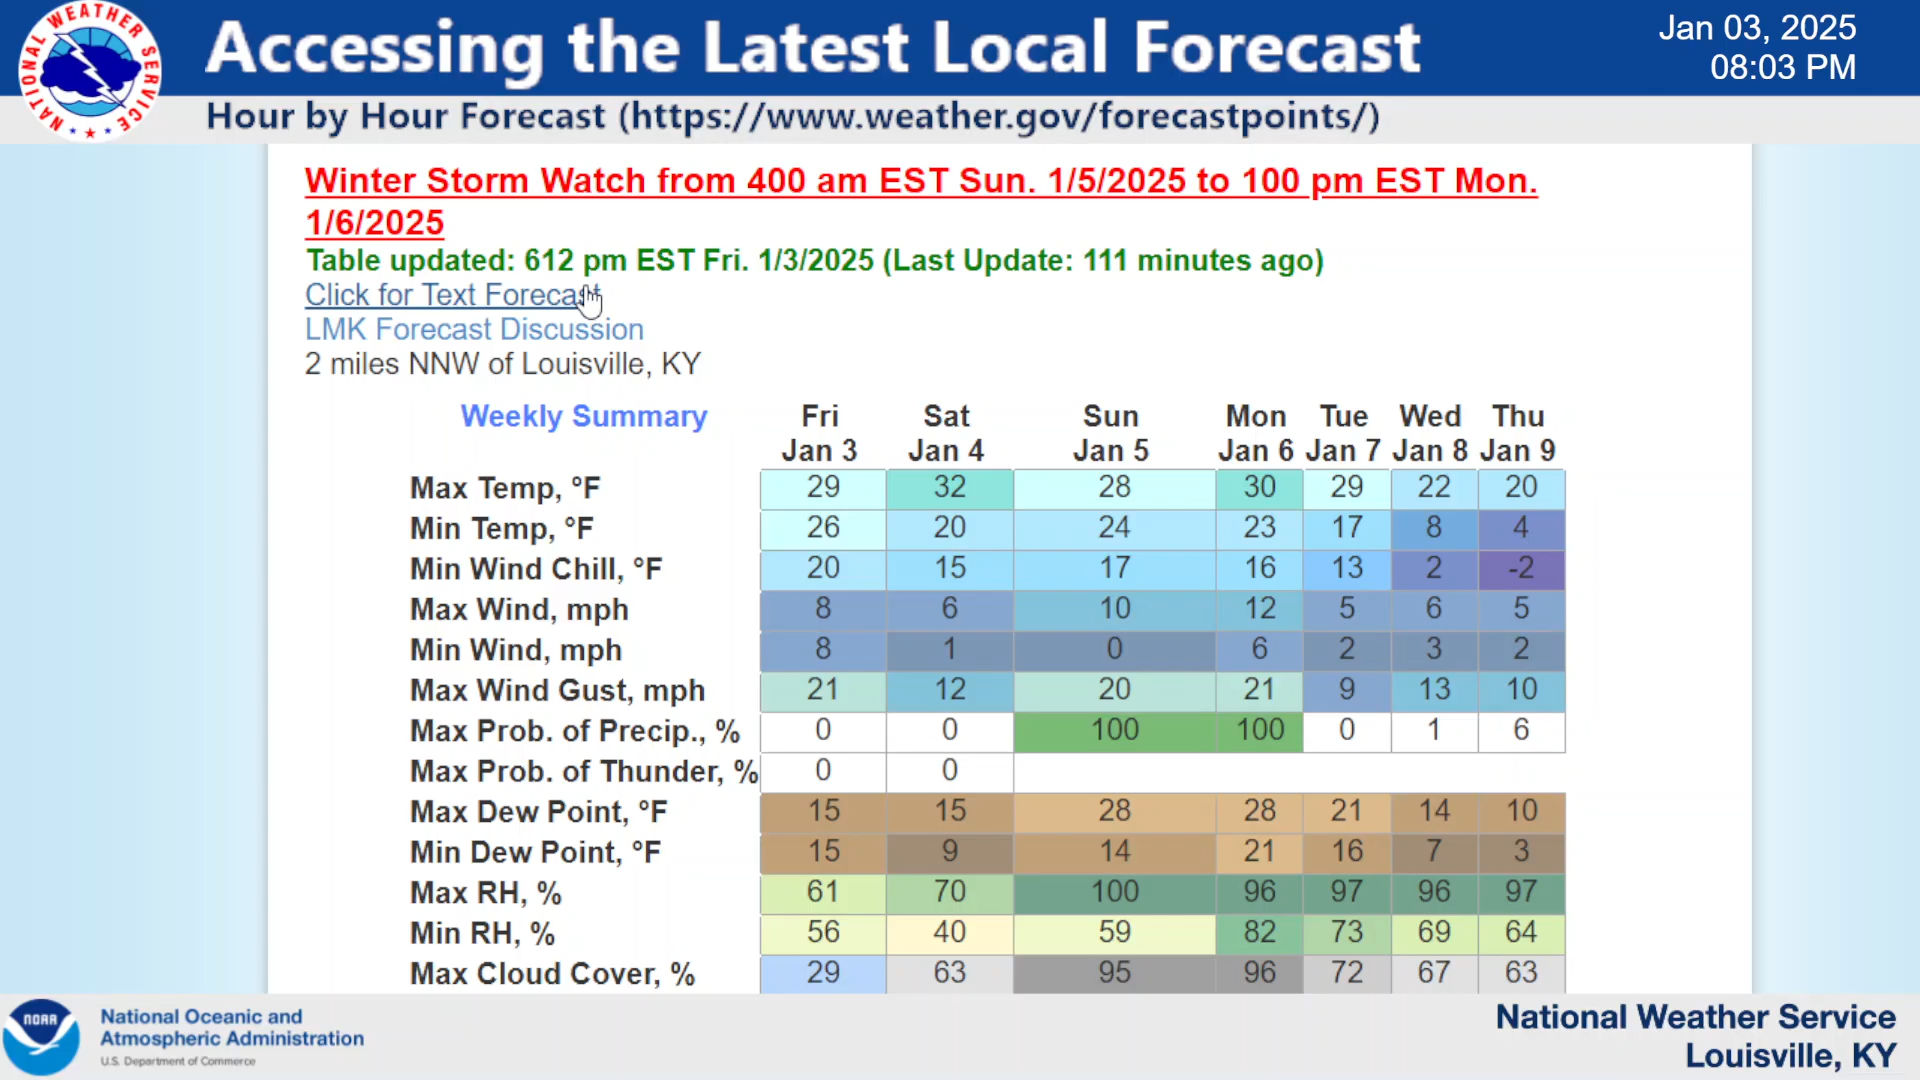 NATIONAL WEATHER SERVICE
Accessing the Latest Local Forecast
Jan 03, 2025
08:03 PM
Hour by Hour Forecast (https://www.weather.gov/forecastpoints/)
Winter Storm Watch from 400 am EST Sun. 1/5/2025 to 100 pm EST Mon.
1/6/2025
Table updated: 612 pm EST Fri. 1/3/2025 (Last Update: 111 minutes ago)
Click for Text Forecast
LMK Forecast Discussion
2 miles NNW of Louisville, KY
Weekly Summary Fri Sat Sun Mon Tue Wed Thu
Jan 3 Jan 4 Jan 5 Jan 6 Jan 7 Jan 8 Jan 9
Max Temp, °F 29 32 28 30 29 22 20
Min Temp, °F 26 20 24 23 17 8 4
Min Wind Chill, °F 20 15 17 16 13 2 -2
Max Wind, mph 8 6 10 12 5 6 5
Min Wind, mph 8 1 0 6 2 3 2
Max Wind Gust, mph 21 12 20 21 9 13 10
Max Prob. of Precip., % 0 0 100 100 0 1 6
Max Prob. of Thunder, % 0 0
Max Dew Point, °F 15 15 28 28 21 14 10
Min Dew Point, °F 15 9 14 21 16 7 3
Max RH, % 61 70 100 96 97 96 97
Min RH, % 56 40 59 82 73 69 64
Max Cloud Cover, % 29 63 95 96 72 67 63
NOAA
National Oceanic and
Atmospheric Administration
U.S. Department of Commerce
National Weather Service
Louisville, KY